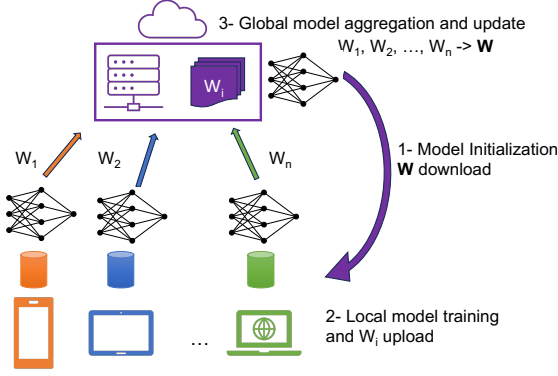 3- Global model aggregation and update
W₁, W₂, …, Wₙ -> W
Wᵢ
1- Model Initialization
W download
W₁
W₂
Wₙ
2- Local model training
and Wᵢ upload
...